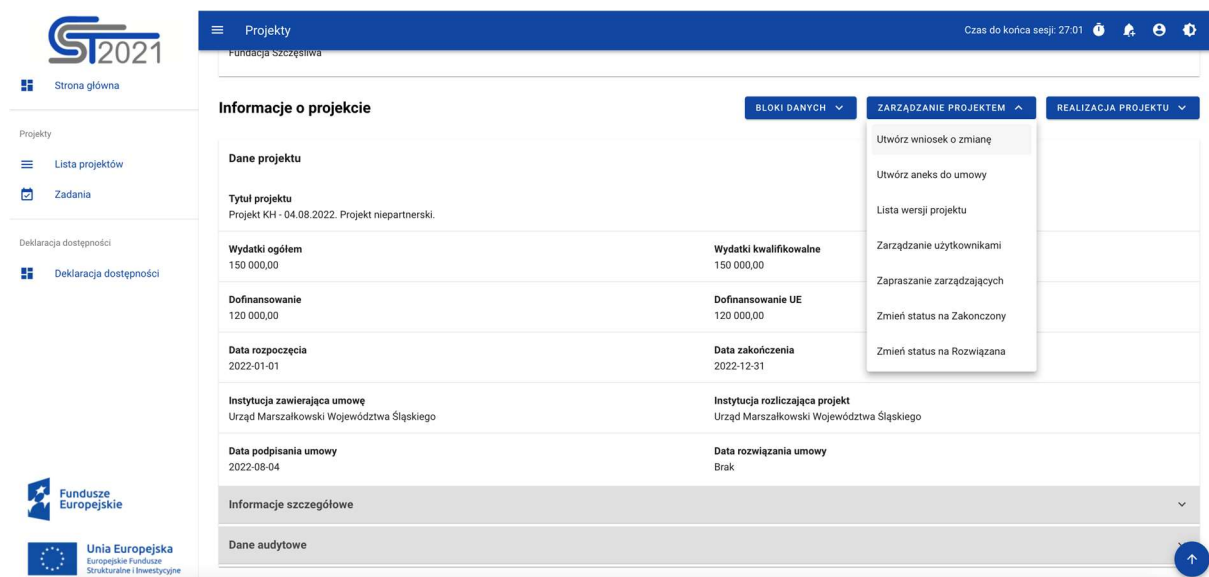 CST2021
Strona główna
Projekty
Lista projektów
Zadania
Deklaracja dostępności
Deklaracja dostępności
Fundusze
Europejskie
Unia Europejska
Europejskie Fundusze
Strukturalne i Inwestycyjne
Projekty
Czas do końca sesji: 27:01
Fundacja Szczęśliwa
Informacje o projekcie
BLOKI DANYCH
ZARZĄDZANIE PROJEKTEM
REALIZACJA PROJEKTU
Utwórz wniosek o zmianę
Utwórz aneks do umowy
Lista wersji projektu
Zarządzanie użytkownikami
Zapraszanie zarządzających
Zmień status na Zakonczony
Zmień status na Rozwiązana
Dane projektu
Tytuł projektu
Projekt KH - 04.08.2022. Projekt niepartnerski.
Wydatki ogółem
150 000,00
Wydatki kwalifikowalne
150 000,00
Dofinansowanie
120 000,00
Dofinansowanie UE
120 000,00
Data rozpoczęcia
2022-01-01
Data zakończenia
2022-12-31
Instytucja zawierająca umowę
Urząd Marszałkowski Województwa Śląskiego
Instytucja rozliczająca projekt
Urząd Marszałkowski Województwa Śląskiego
Data podpisania umowy
2022-08-04
Data rozwiązania umowy
Brak
Informacje szczegółowe
Dane audytowe